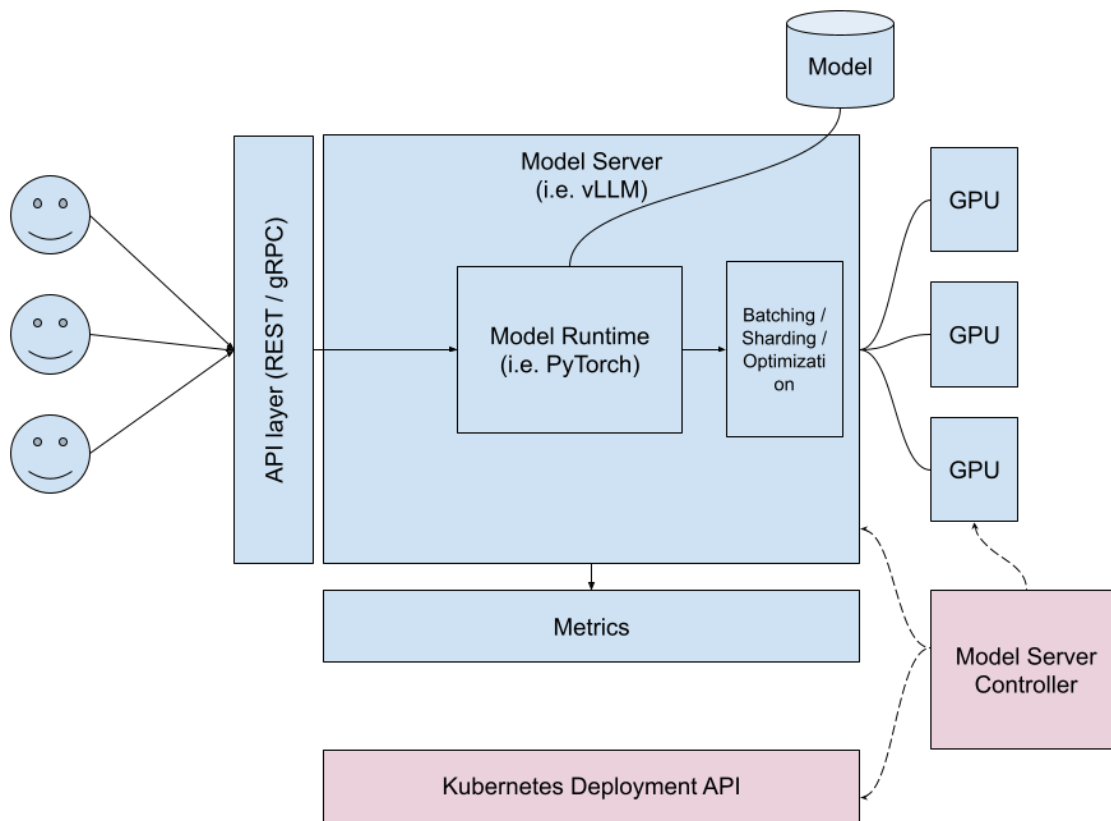 Model
Model Server
(i.e. vLLM)
API layer (REST / gRPC)
Model Runtime
(i.e. PyTorch)
Batching /
Sharding /
Optimizati
on
GPU
GPU
GPU
Metrics
Model Server
Controller
Kubernetes Deployment API